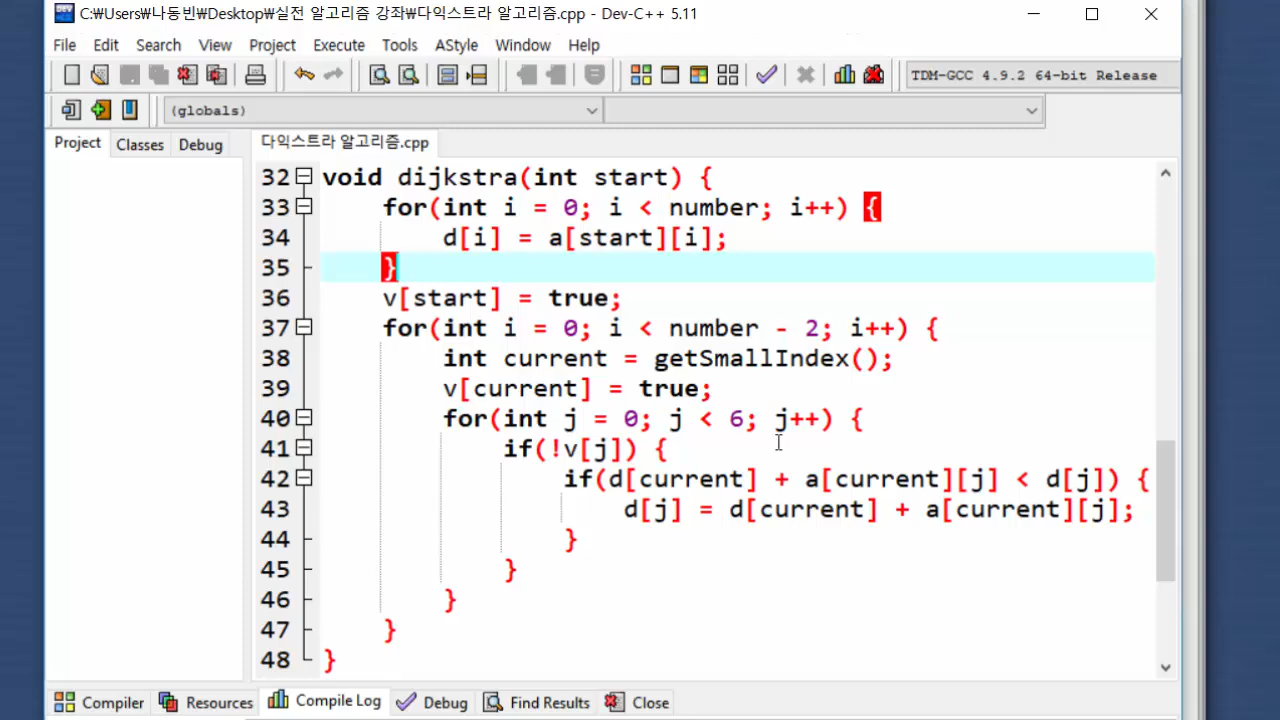 C:₩Users₩나동빈₩Desktop₩실전 알고리즘 강좌₩다익스트라 알고리즘.cpp - Dev-C++ 5.11
File Edit Search View Project Execute Tools AStyle Window Help
TDM-GCC 4.9.2 64-bit Release
(globals)
Project Classes Debug
다익스트라 알고리즘.cpp
32 void dijkstra(int start) {
33 for(int i = 0; i < number; i++) {
34 d[i] = a[start][i];
35 }
36 v[start] = true;
37 for(int i = 0; i < number - 2; i++) {
38 int current = getSmallIndex();
39 v[current] = true;
40 for(int j = 0; j < 6; j++) {
41 if(!v[j]) {
42 if(d[current] + a[current][j] < d[j]) {
43 d[j] = d[current] + a[current][j];
44 }
45 }
46 }
47 }
48 }
Compiler Resources Compile Log Debug Find Results Close